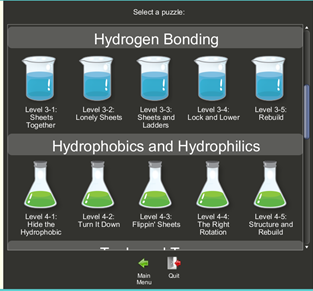 Select a puzzle:
Hydrogen Bonding
Level 3-1: Sheets Together
Level 3-2: Lonely Sheets
Level 3-3: Sheets and Ladders
Level 3-4: Lock and Lower
Level 3-5: Rebuild
Hydrophobics and Hydrophilics
Level 4-1: Hide the Hydrophobic
Level 4-2: Turn It Down
Level 4-3: Flippin' Sheets
Level 4-4: The Right Rotation
Level 4-5: Structure and Rebuild
Main Menu
Quit